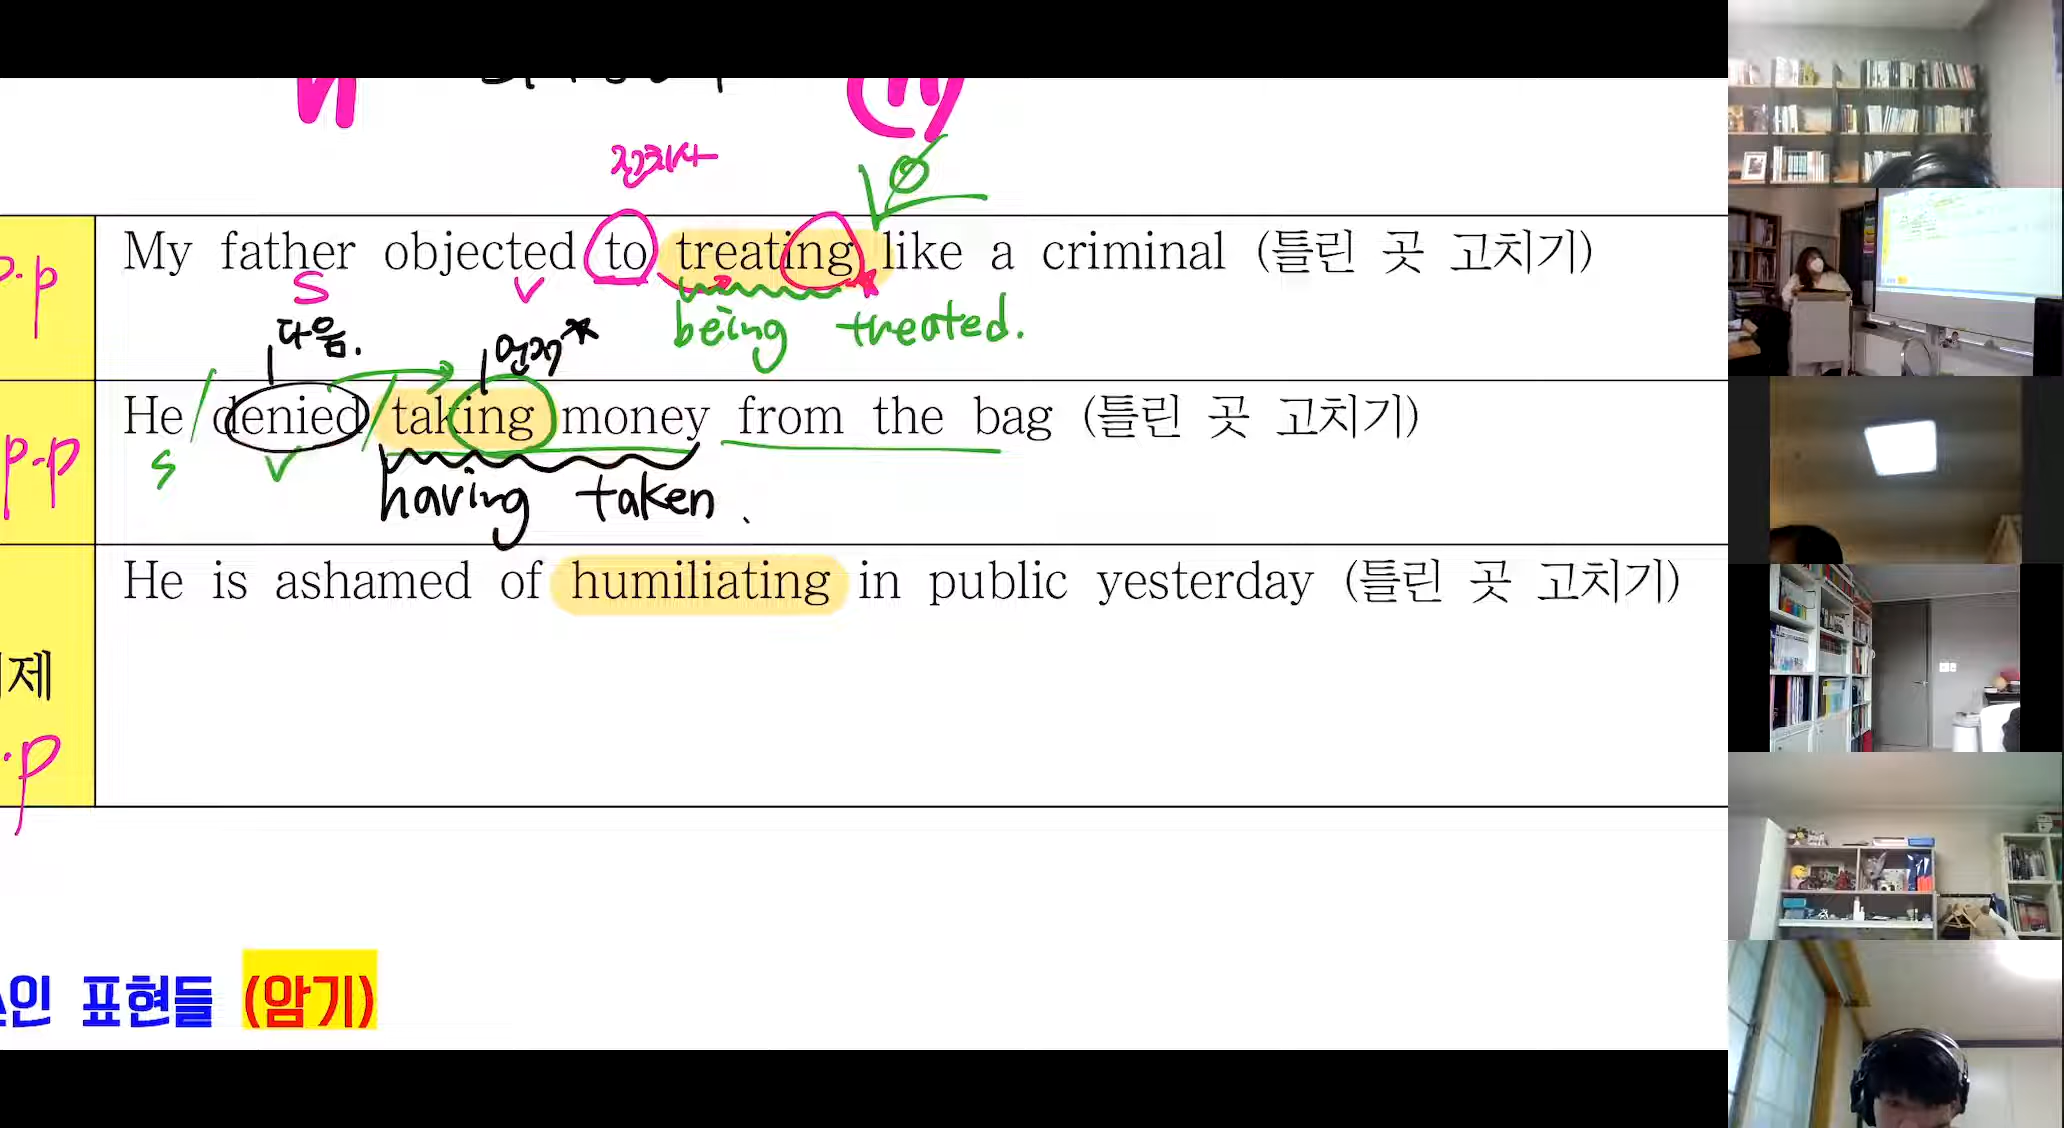 전치사
My father objected to treating like a criminal (틀린 곳 고치기)
p.p
S V
being treated.
다음. 먼저*
He / denied / taking money from the bag (틀린 곳 고치기)
p.p
S V
having taken.
He is ashamed of humiliating in public yesterday (틀린 곳 고치기)
제
.p
인 표현들 (암기)